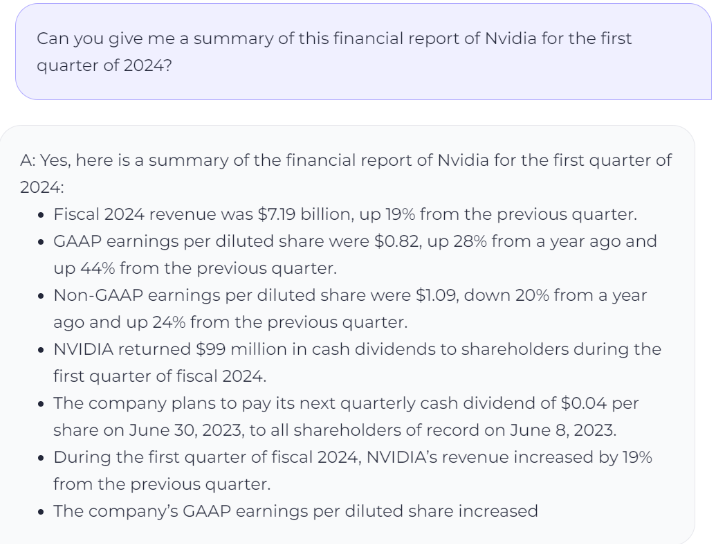 Can you give me a summary of this financial report of Nvidia for the first
quarter of 2024?
A: Yes, here is a summary of the financial report of Nvidia for the first quarter of
2024:
• Fiscal 2024 revenue was $7.19 billion, up 19% from the previous quarter.
• GAAP earnings per diluted share were $0.82, up 28% from a year ago and
up 44% from the previous quarter.
• Non-GAAP earnings per diluted share were $1.09, down 20% from a year
ago and up 24% from the previous quarter.
• NVIDIA returned $99 million in cash dividends to shareholders during the
first quarter of fiscal 2024.
• The company plans to pay its next quarterly cash dividend of $0.04 per
share on June 30, 2023, to all shareholders of record on June 8, 2023.
• During the first quarter of fiscal 2024, NVIDIA’s revenue increased by 19%
from the previous quarter.
• The company’s GAAP earnings per diluted share increased